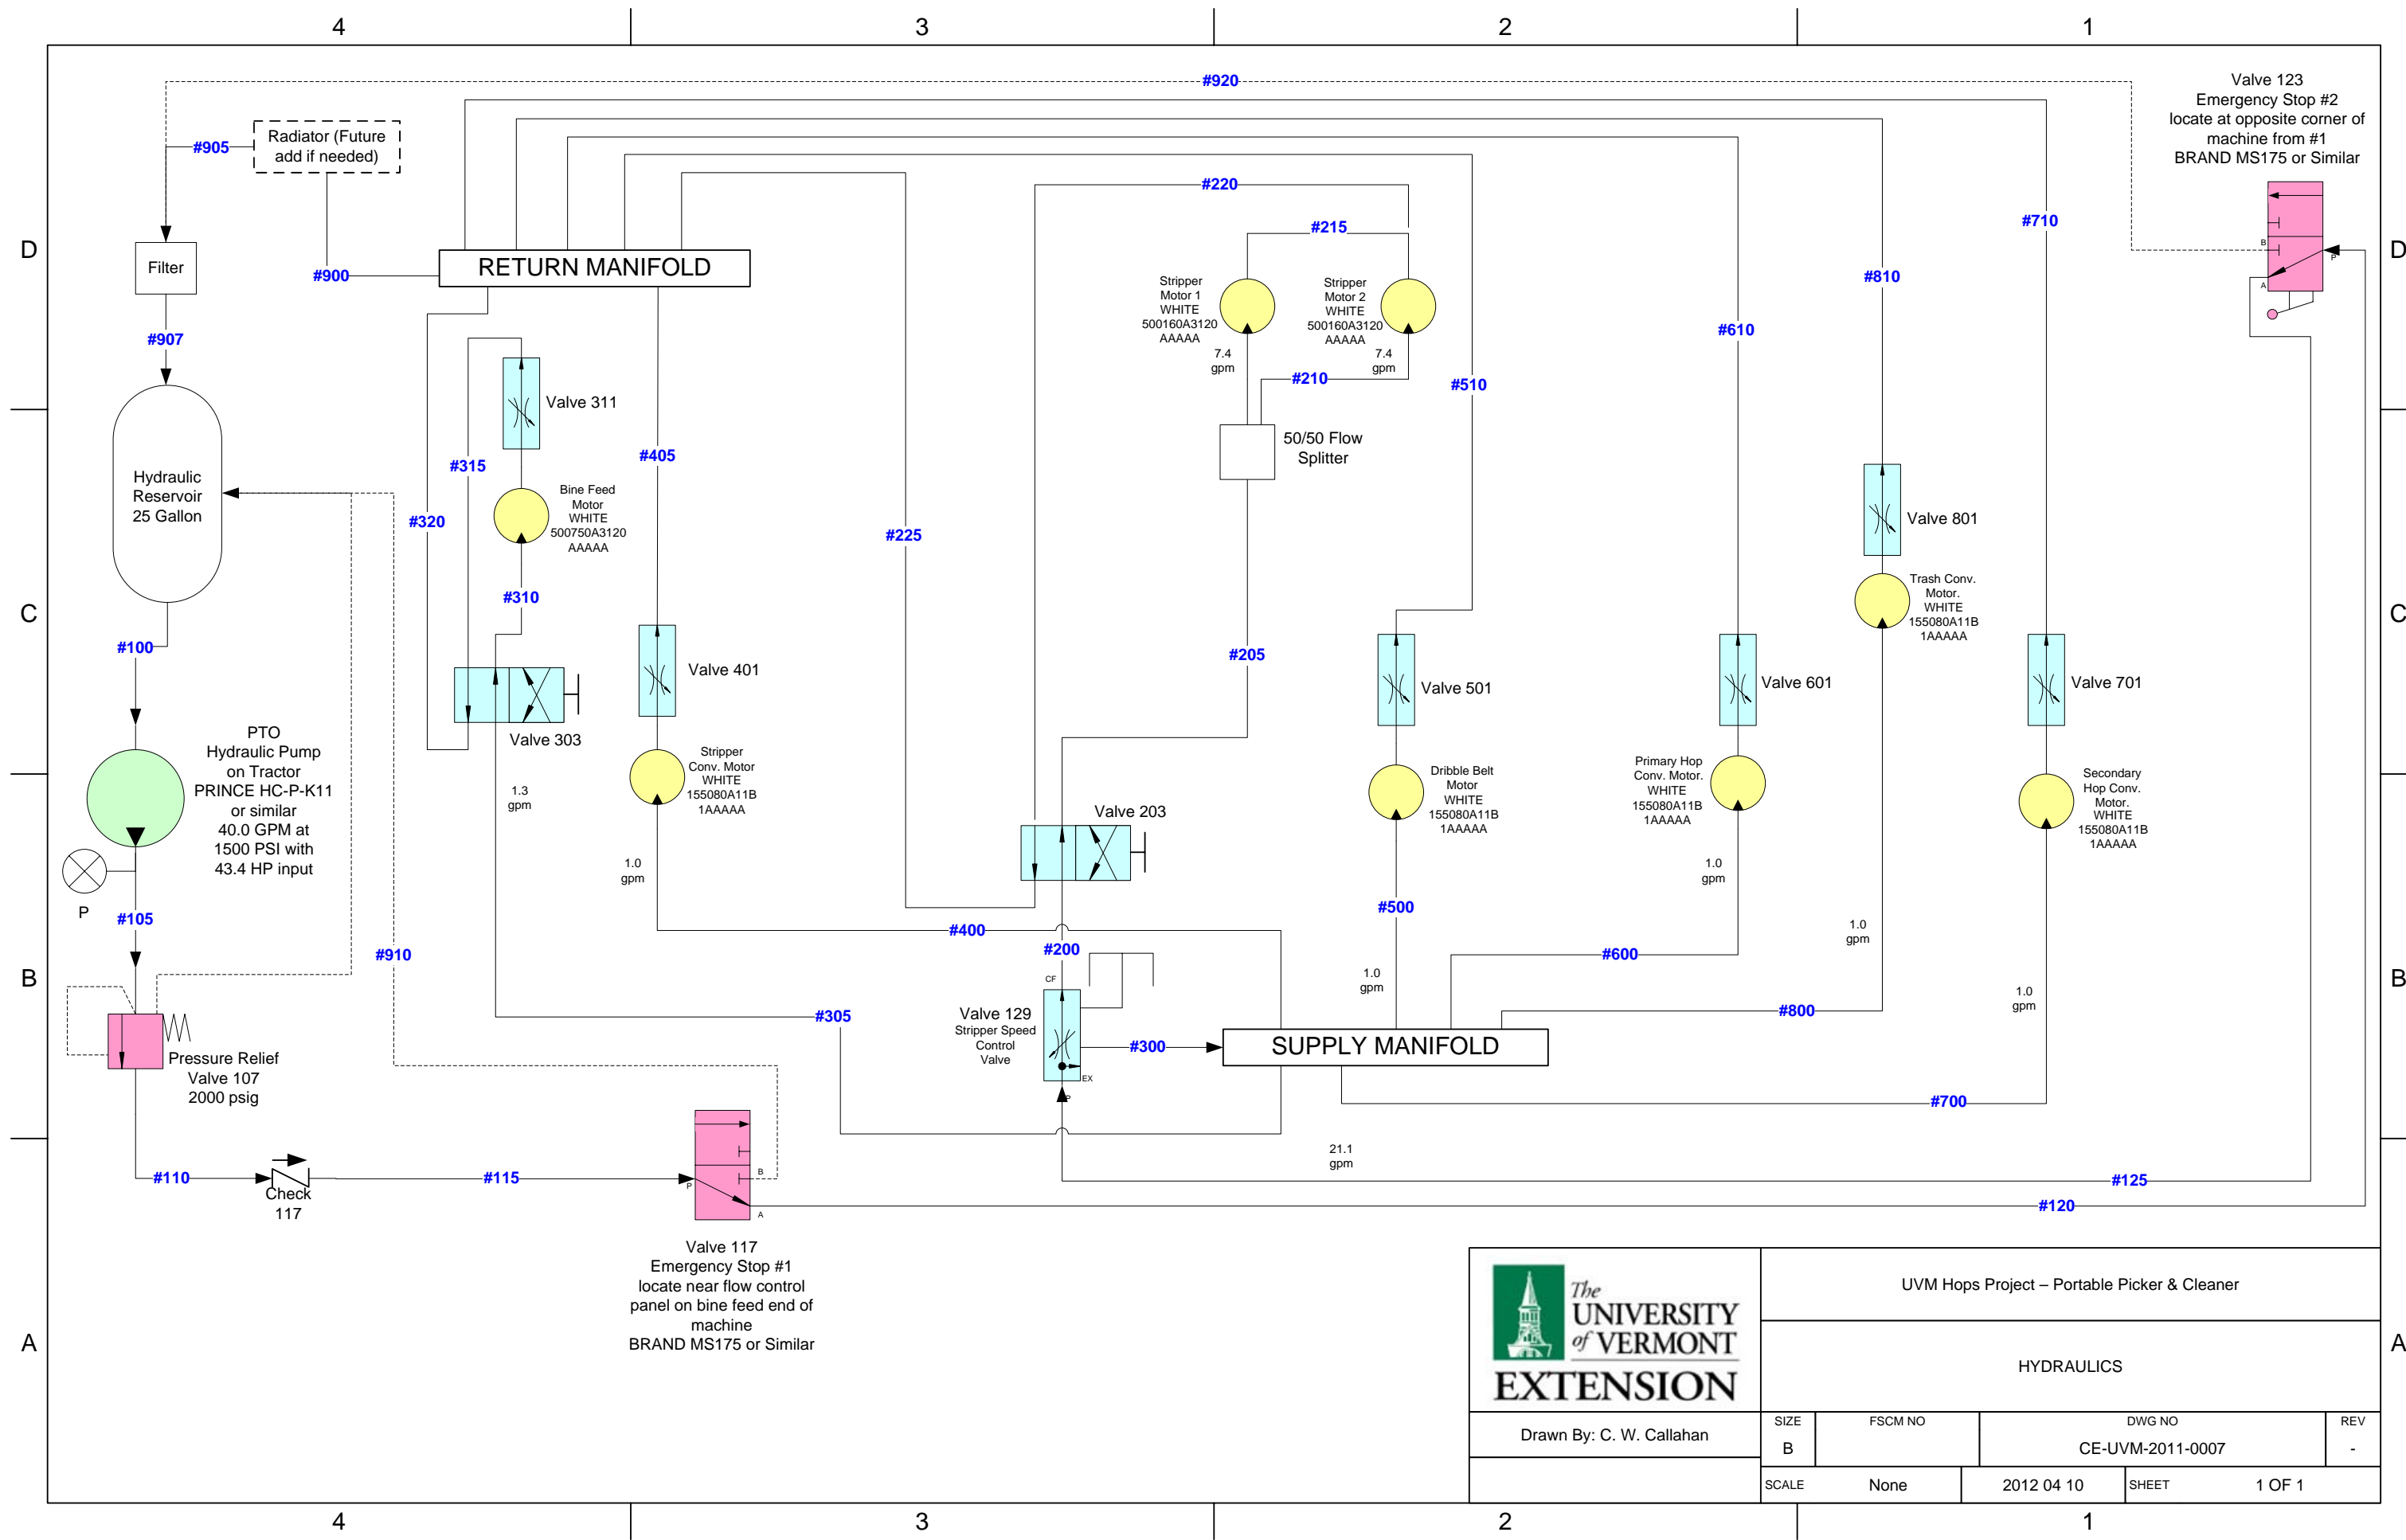 4
3
2
1
#920
Valve 123
Emergency Stop #2
locate at opposite corner of
machine from #1
BRAND MS175 or Similar
Radiator (Future
add if needed)
#905
#220
#215
#710
D
D
Filter
#900
RETURN MANIFOLD
#810
B
P
A
Stripper
Motor 1
WHITE
500160A3120
AAAAA
Stripper
Motor 2
WHITE
500160A3120
AAAAA
#610
#907
7.4
gpm
7.4
gpm
#210
#510
Valve 311
50/50 Flow
Splitter
#315
#405
Hydraulic
Reservoir
25 Gallon
Bine Feed
Motor
WHITE
500750A3120
AAAAA
#320
#225
Valve 801
#310
Trash Conv.
Motor.
WHITE
155080A11B
1AAAAA
C
C
#100
#205
Valve 401
Valve 501
Valve 601
Valve 701
Valve 303
PTO
Hydraulic Pump
on Tractor
PRINCE HC-P-K11
or similar
40.0 GPM at
1500 PSI with
43.4 HP input
1.3
gpm
Stripper
Conv. Motor
WHITE
155080A11B
1AAAAA
Dribble Belt
Motor
WHITE
155080A11B
1AAAAA
Primary Hop
Conv. Motor.
WHITE
155080A11B
1AAAAA
Secondary
Hop Conv.
Motor.
WHITE
155080A11B
1AAAAA
Valve 203
1.0
gpm
1.0
gpm
P
#105
#500
#400
#200
#910
#600
1.0
gpm
B
B
CF
1.0
gpm
1.0
gpm
#305
Valve 129
Stripper Speed
Control
Valve
#800
#300
SUPPLY MANIFOLD
EX
P
Pressure Relief
Valve 107
2000 psig
#700
21.1
gpm
#110
Check
117
#115
P
B
A
#125
#120
Valve 117
Emergency Stop #1
locate near flow control
panel on bine feed end of
machine
BRAND MS175 or Similar
A
A
The
UNIVERSITY
of VERMONT
EXTENSION
UVM Hops Project – Portable Picker & Cleaner
HYDRAULICS
Drawn By: C. W. Callahan
SIZE
B
FSCM NO
DWG NO
CE-UVM-2011-0007
REV
-
SCALE
None
2012 04 10
SHEET
1 OF 1
4
3
2
1